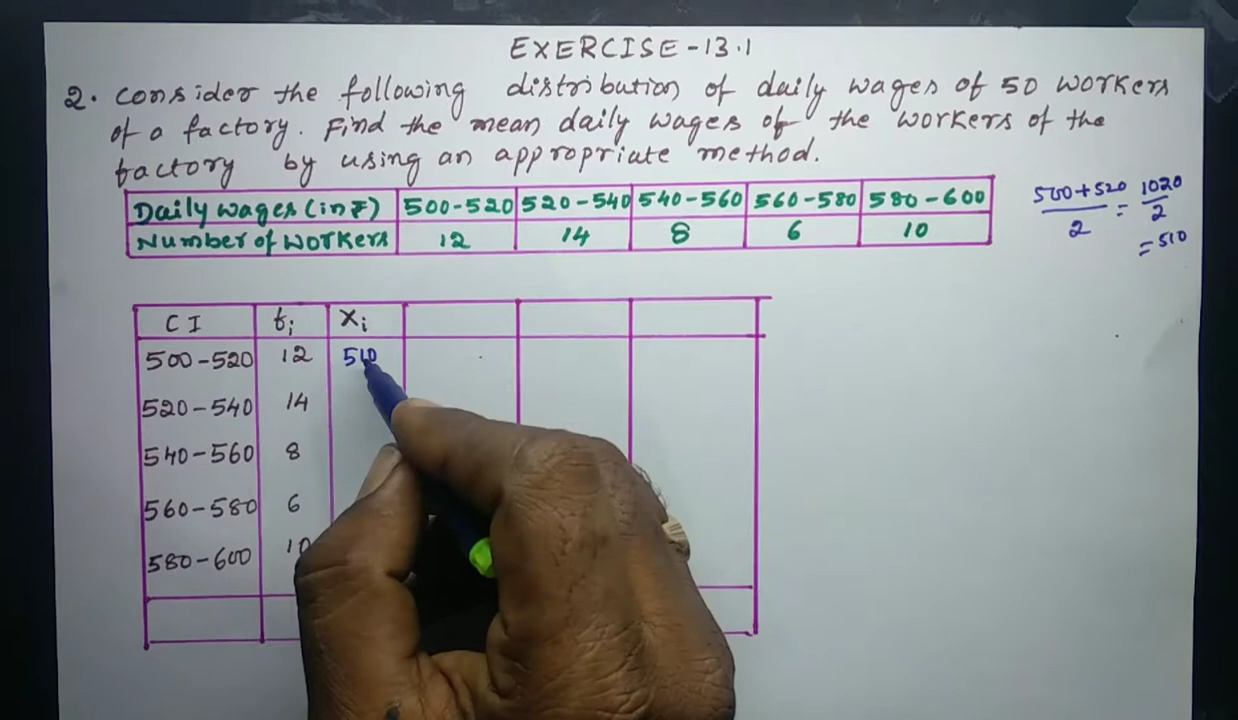 EXERCISE-13.1
2. Consider the following distribution of daily wages of 50 workers
of a factory. Find the mean daily wages of the workers of the
factory by using an appropriate method.
Daily wages (in ₹) 500-520 520-540 540-560 560-580 580-600
Number of workers 12 14 8 6 10
500+520/2 = 1020/2
= 510
CI fi xi
500-520 12 510
520-540 14
540-560 8
560-580 6
580-600 10